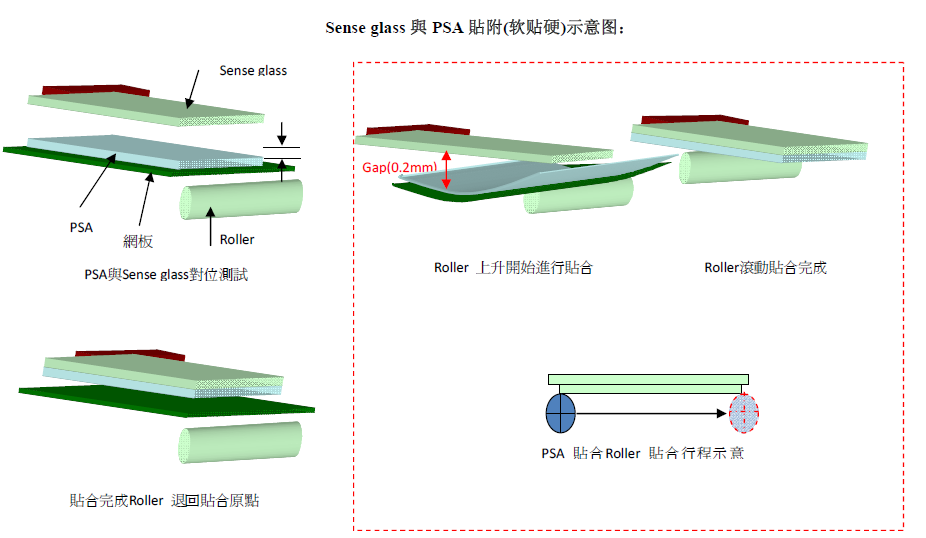 Sense glass 與 PSA 貼附(软贴硬)示意图：
Sense glass
PSA
網板
Roller
PSA與Sense glass對位測試
Gap(0.2mm)
Roller 上升開始進行貼合
Roller滾動貼合完成
貼合完成Roller 退回貼合原點
PSA 貼合Roller 貼合行程示意